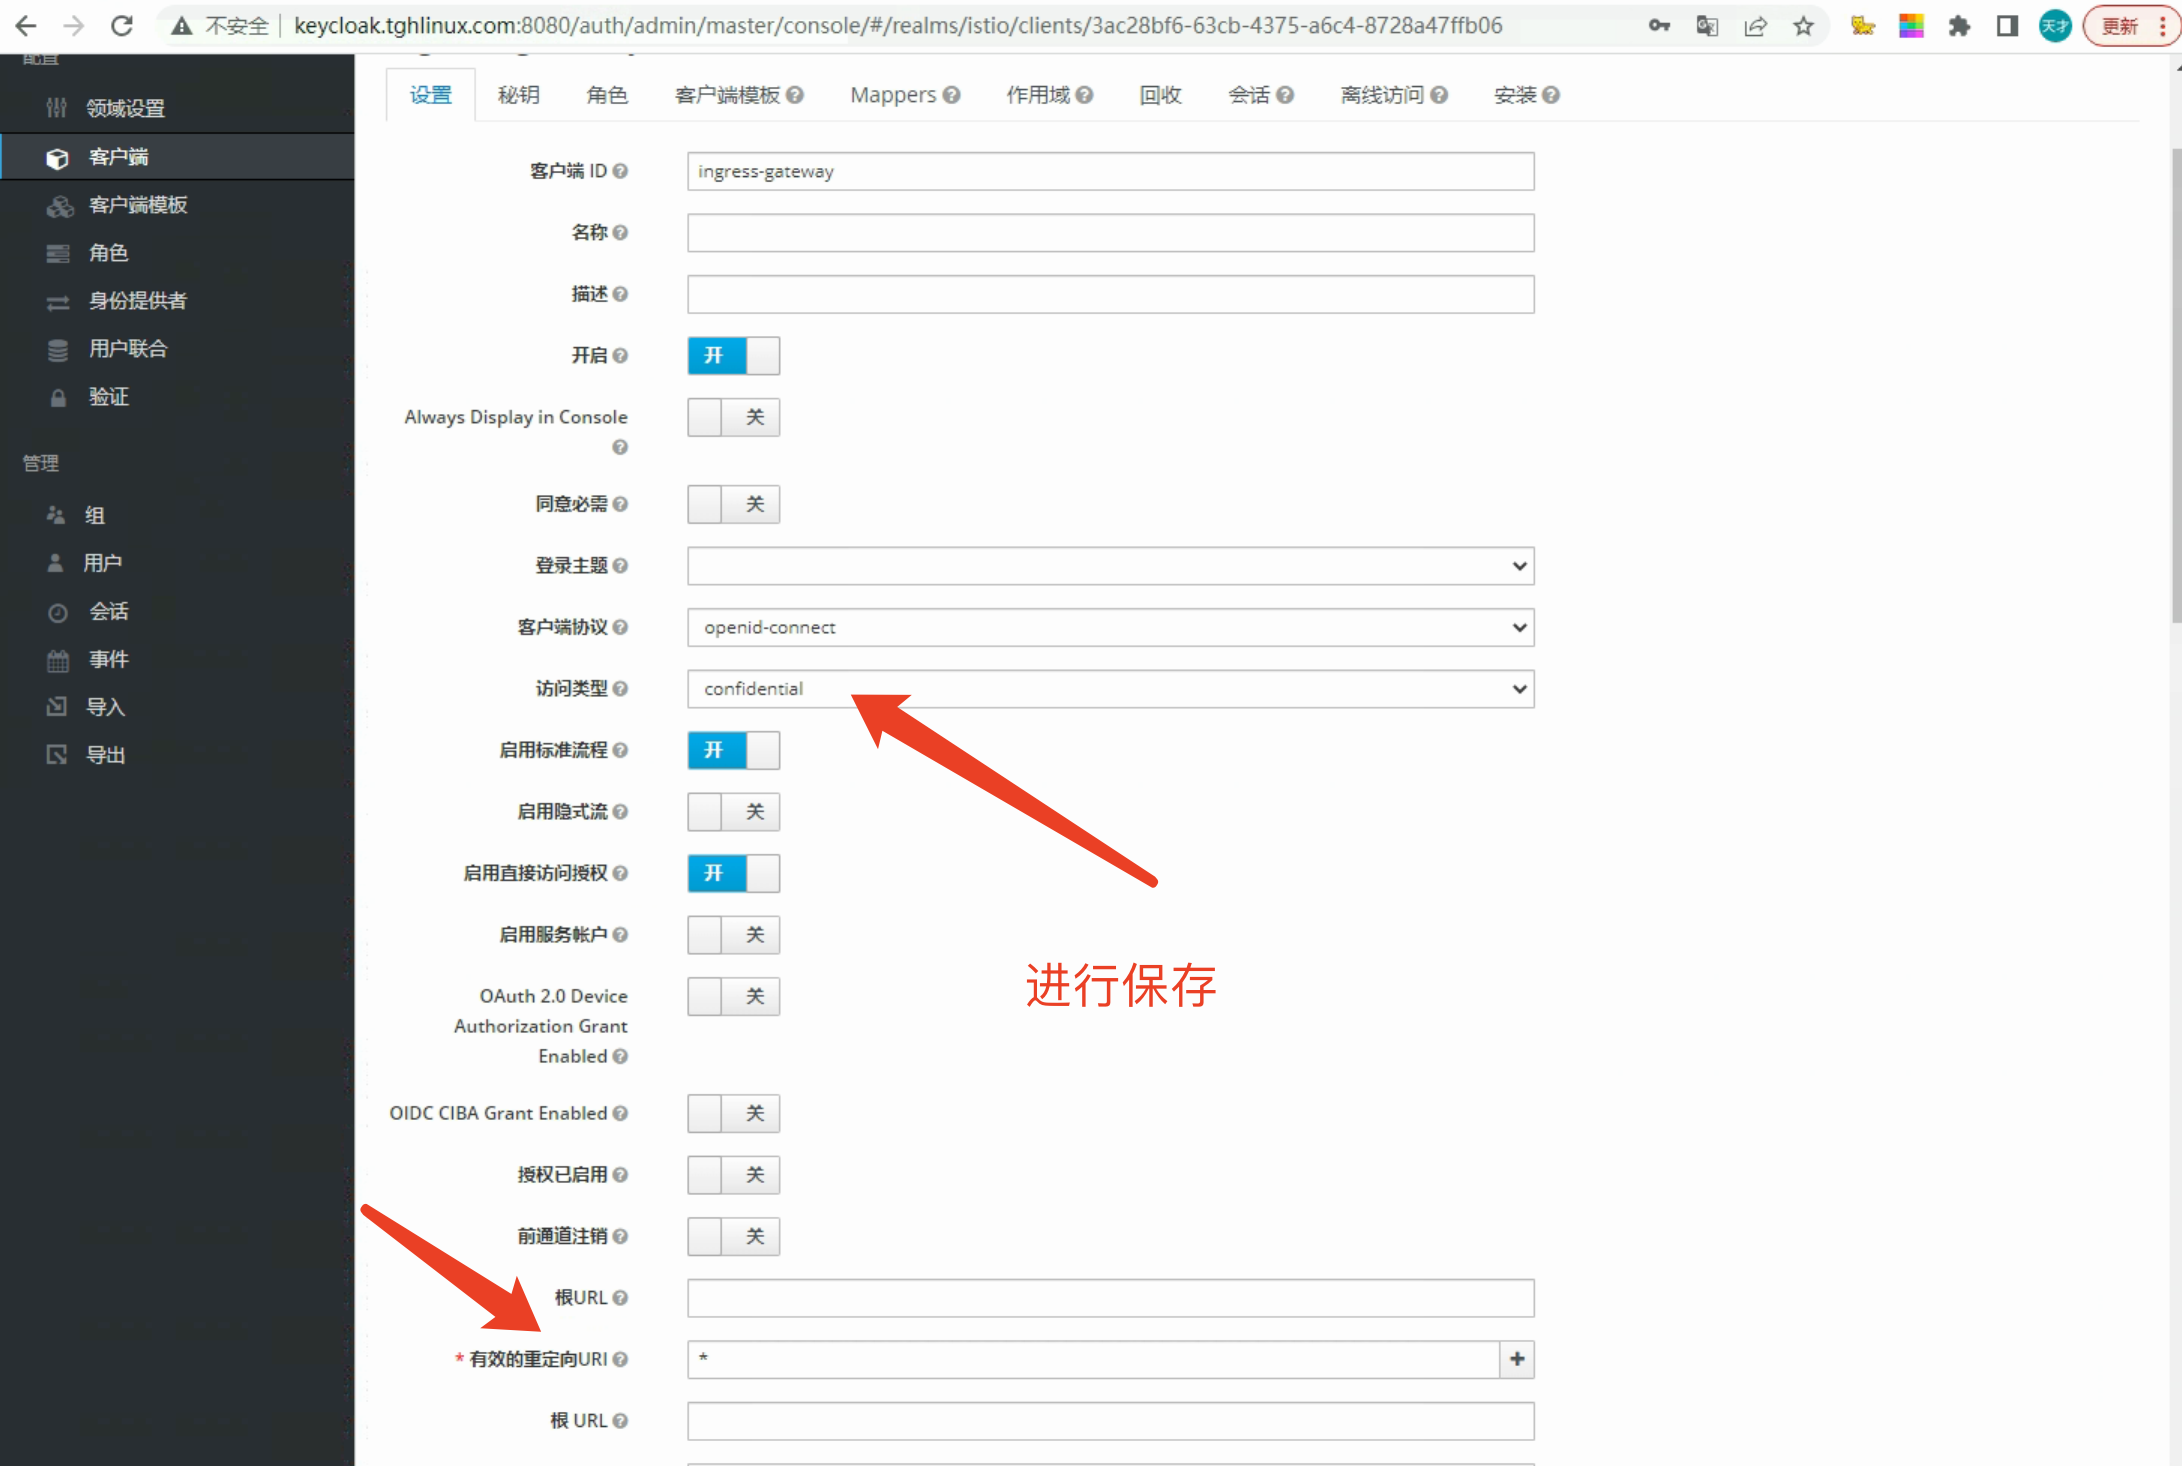 不安全 keycloak.tghlinux.com:8080/auth/admin/master/console/#/realms/istio/clients/3ac28bf6-63cb-4375-a6c4-8728a47ffb06 天才 更新
配置
领域设置
客户端
客户端模板
角色
身份提供者
用户联合
验证
管理
组
用户
会话
事件
导入
导出
设置 秘钥 角色 客户端模板 Mappers 作用域 回收 会话 离线访问 安装
客户端 ID ingress-gateway
名称
描述
开启 开
Always Display in Console 关
同意必需 关
登录主题
客户端协议 openid-connect
访问类型 confidential
启用标准流程 开
启用隐式流 关
启用直接访问授权 开
启用服务帐户 关
进行保存
OAuth 2.0 Device 关
Authorization Grant
Enabled
OIDC CIBA Grant Enabled 关
授权已启用 关
前通道注销 关
根URL
* 有效的重定向URI * +
根 URL